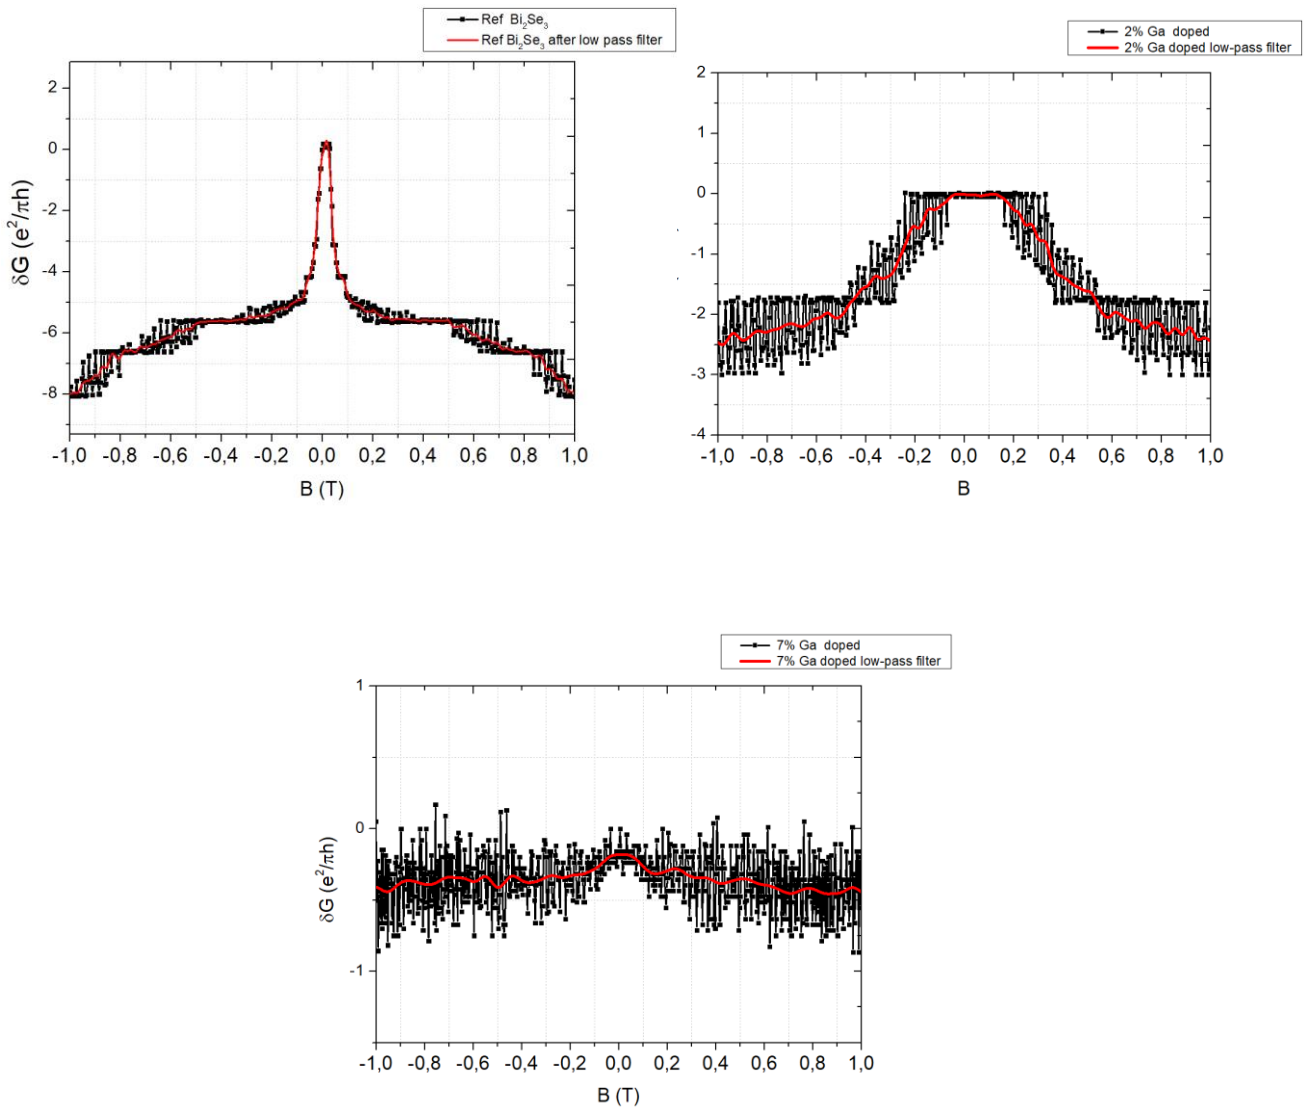 Ref Bi₂Se₃
Ref Bi₂Se₃ after low pass filter
2
0
-2
-4
-6
-8
δG (e²/πh)
-1,0 -0,8 -0,6 -0,4 -0,2 0,0 0,2 0,4 0,6 0,8 1,0
B (T)
2% Ga doped
2% Ga doped low-pass filter
2
1
0
-1
-2
-3
-4
-1,0 -0,8 -0,6 -0,4 -0,2 0,0 0,2 0,4 0,6 0,8 1,0
B
7% Ga doped
7% Ga doped low-pass filter
1
0
-1
δG (e²/πh)
-1,0 -0,8 -0,6 -0,4 -0,2 0,0 0,2 0,4 0,6 0,8 1,0
B (T)